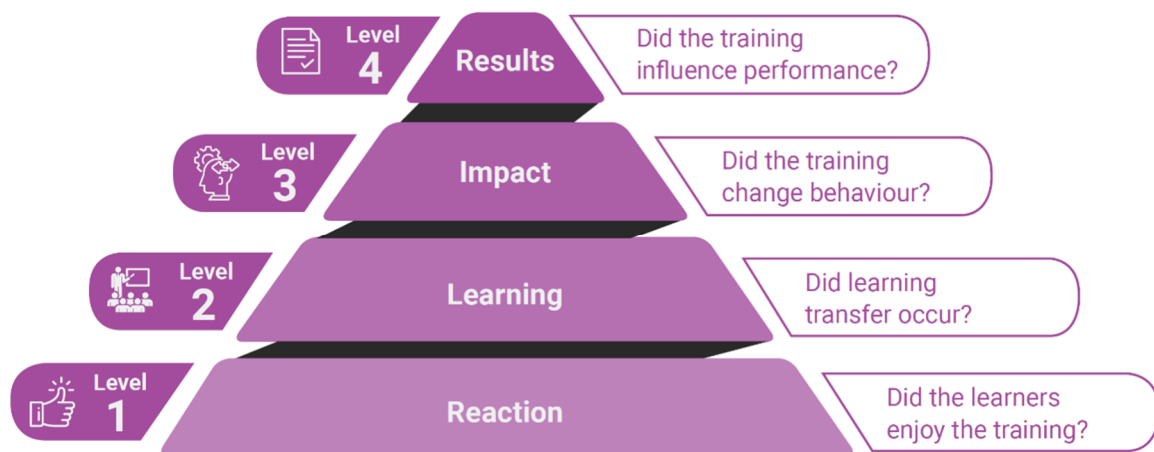 Level
4
Results
Did the training
influence performance?
Level
3
Impact
Did the training
change behaviour?
Level
2
Learning
Did learning
transfer occur?
Level
1
Reaction
Did the learners
enjoy the training?